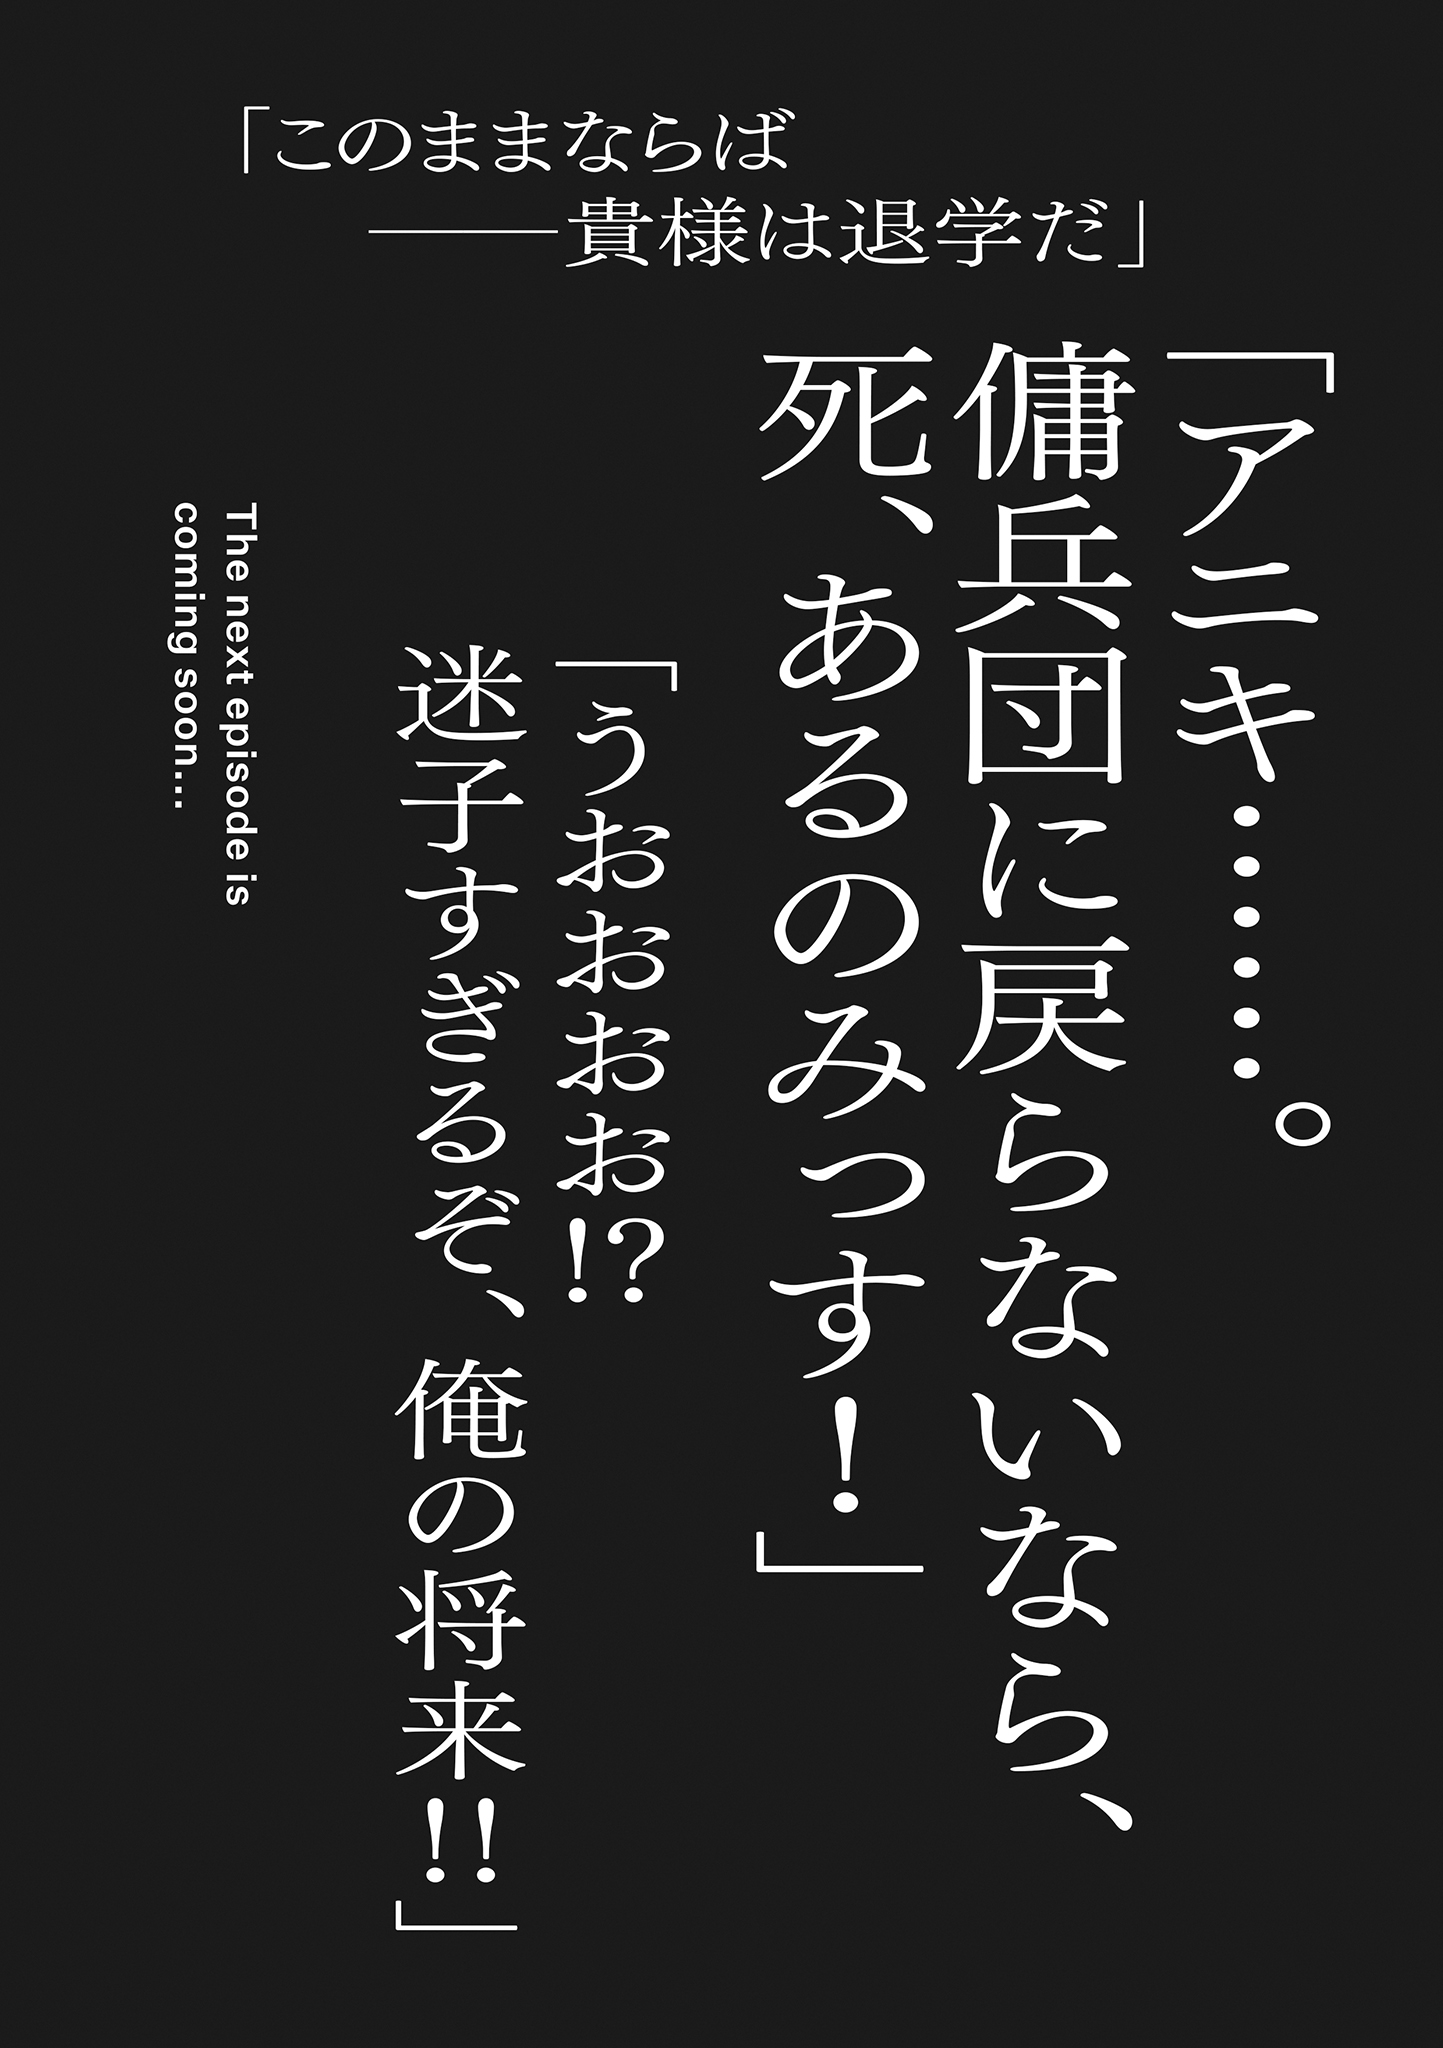 「このままならば
――貴様は退学だ」
「アニキ……。
傭兵団に戻らないなら、
死、あるのみっす！」
「うおおおお!?
迷子すぎるぞ、俺の将来!!」
The next episode is
coming soon...